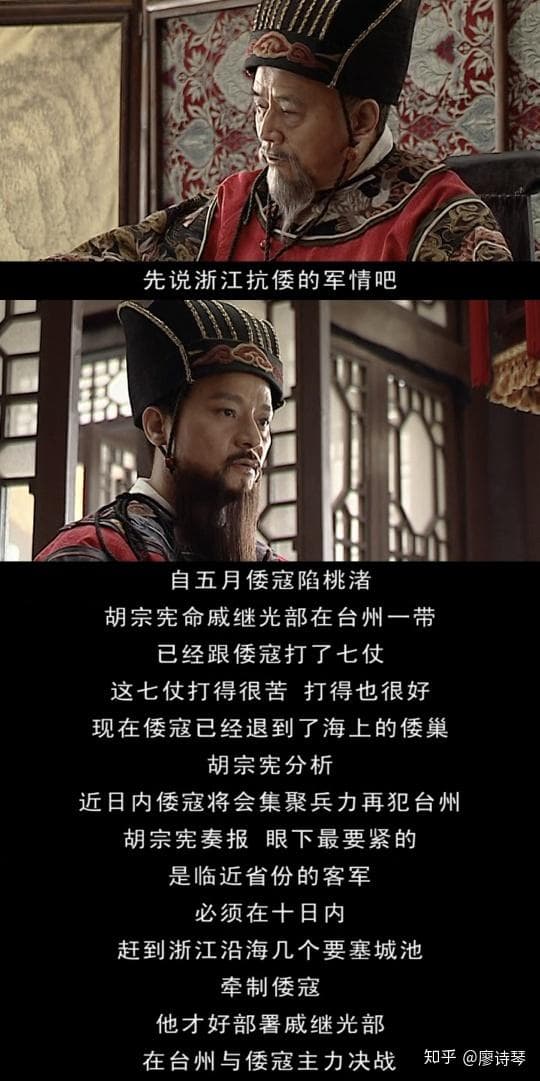 先说浙江抗倭的军情吧
自五月倭寇陷桃渚
胡宗宪命戚继光部在台州一带
已经跟倭寇打了七仗
这七仗打得很苦 打得也很好
现在倭寇已经退到了海上的倭巢
胡宗宪分析
近日内倭寇将会集聚兵力再犯台州
胡宗宪奏报 眼下最要紧的
是临近省份的客军
必须在十日内
赶到浙江沿海几个要塞城池
牵制倭寇
他才好部署戚继光部
在台州与倭寇主力决战
知乎 @廖诗琴